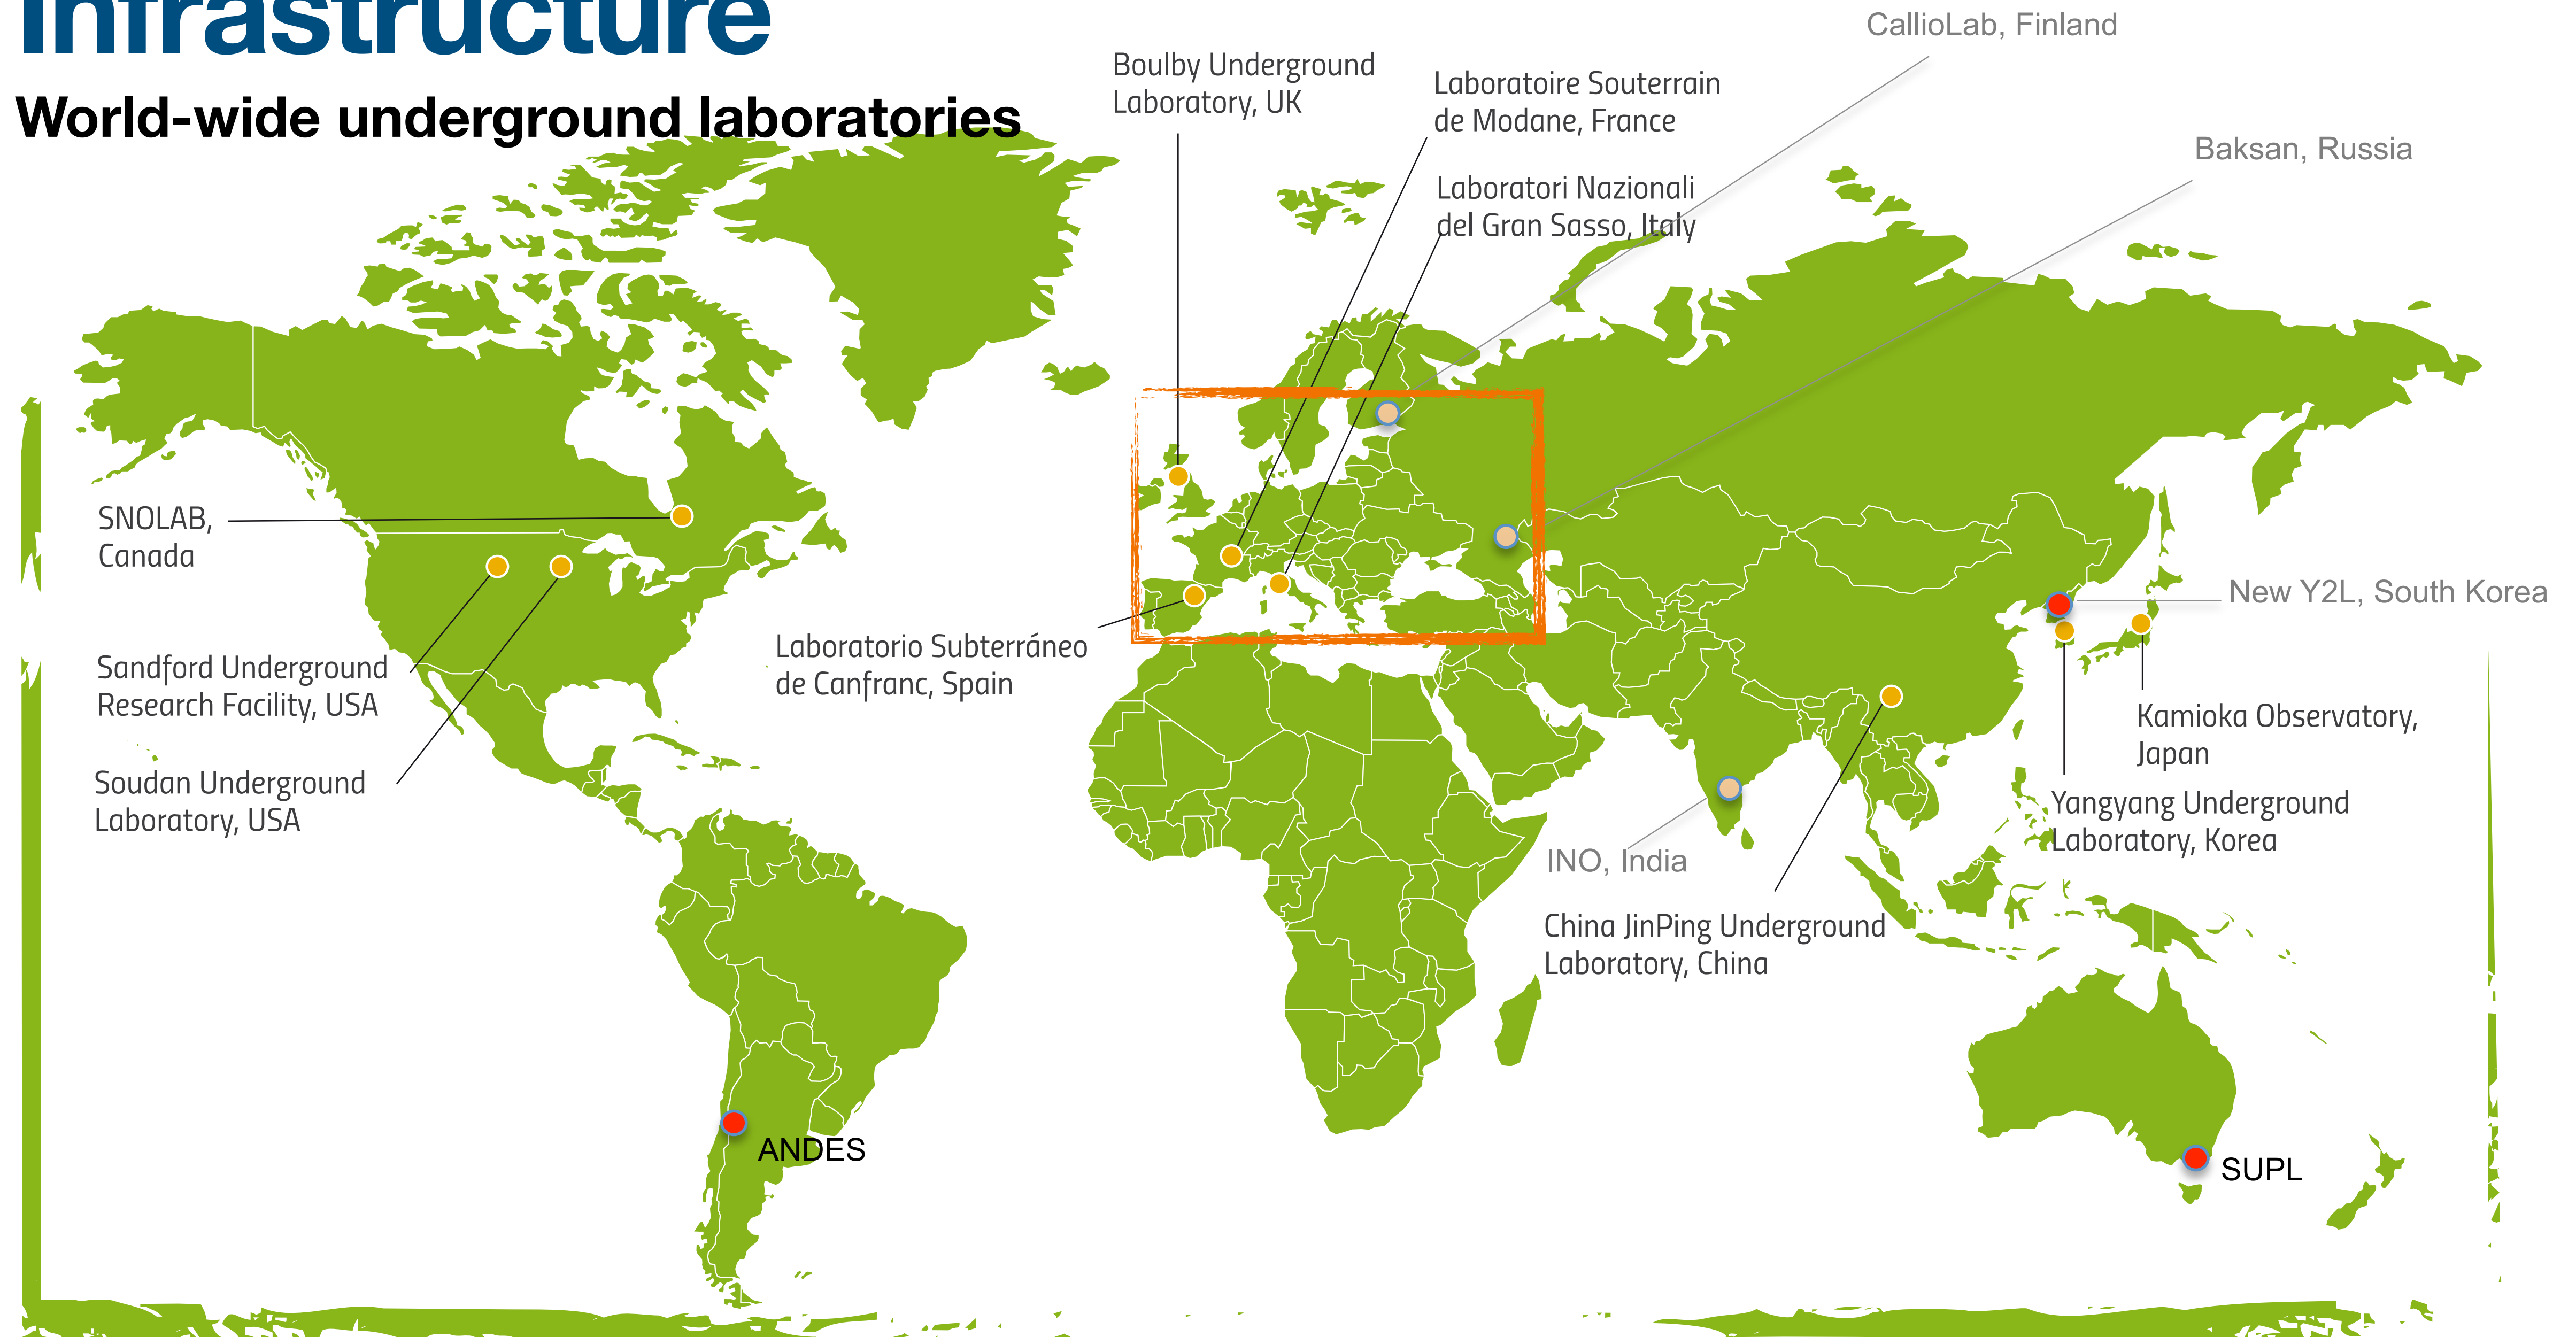 Infrastructure
World-wide underground laboratories
CallioLab, Finland
Boulby Underground
Laboratory, UK
Laboratoire Souterrain
de Modane, France
Baksan, Russia
Laboratori Nazionali
del Gran Sasso, Italy
SNOLAB,
Canada
New Y2L, South Korea
Laboratorio Subterráneo
de Canfranc, Spain
Sandford Underground
Research Facility, USA
Kamioka Observatory,
Japan
Soudan Underground
Laboratory, USA
Yangyang Underground
Laboratory, Korea
INO, India
China JinPing Underground
Laboratory, China
ANDES
SUPL